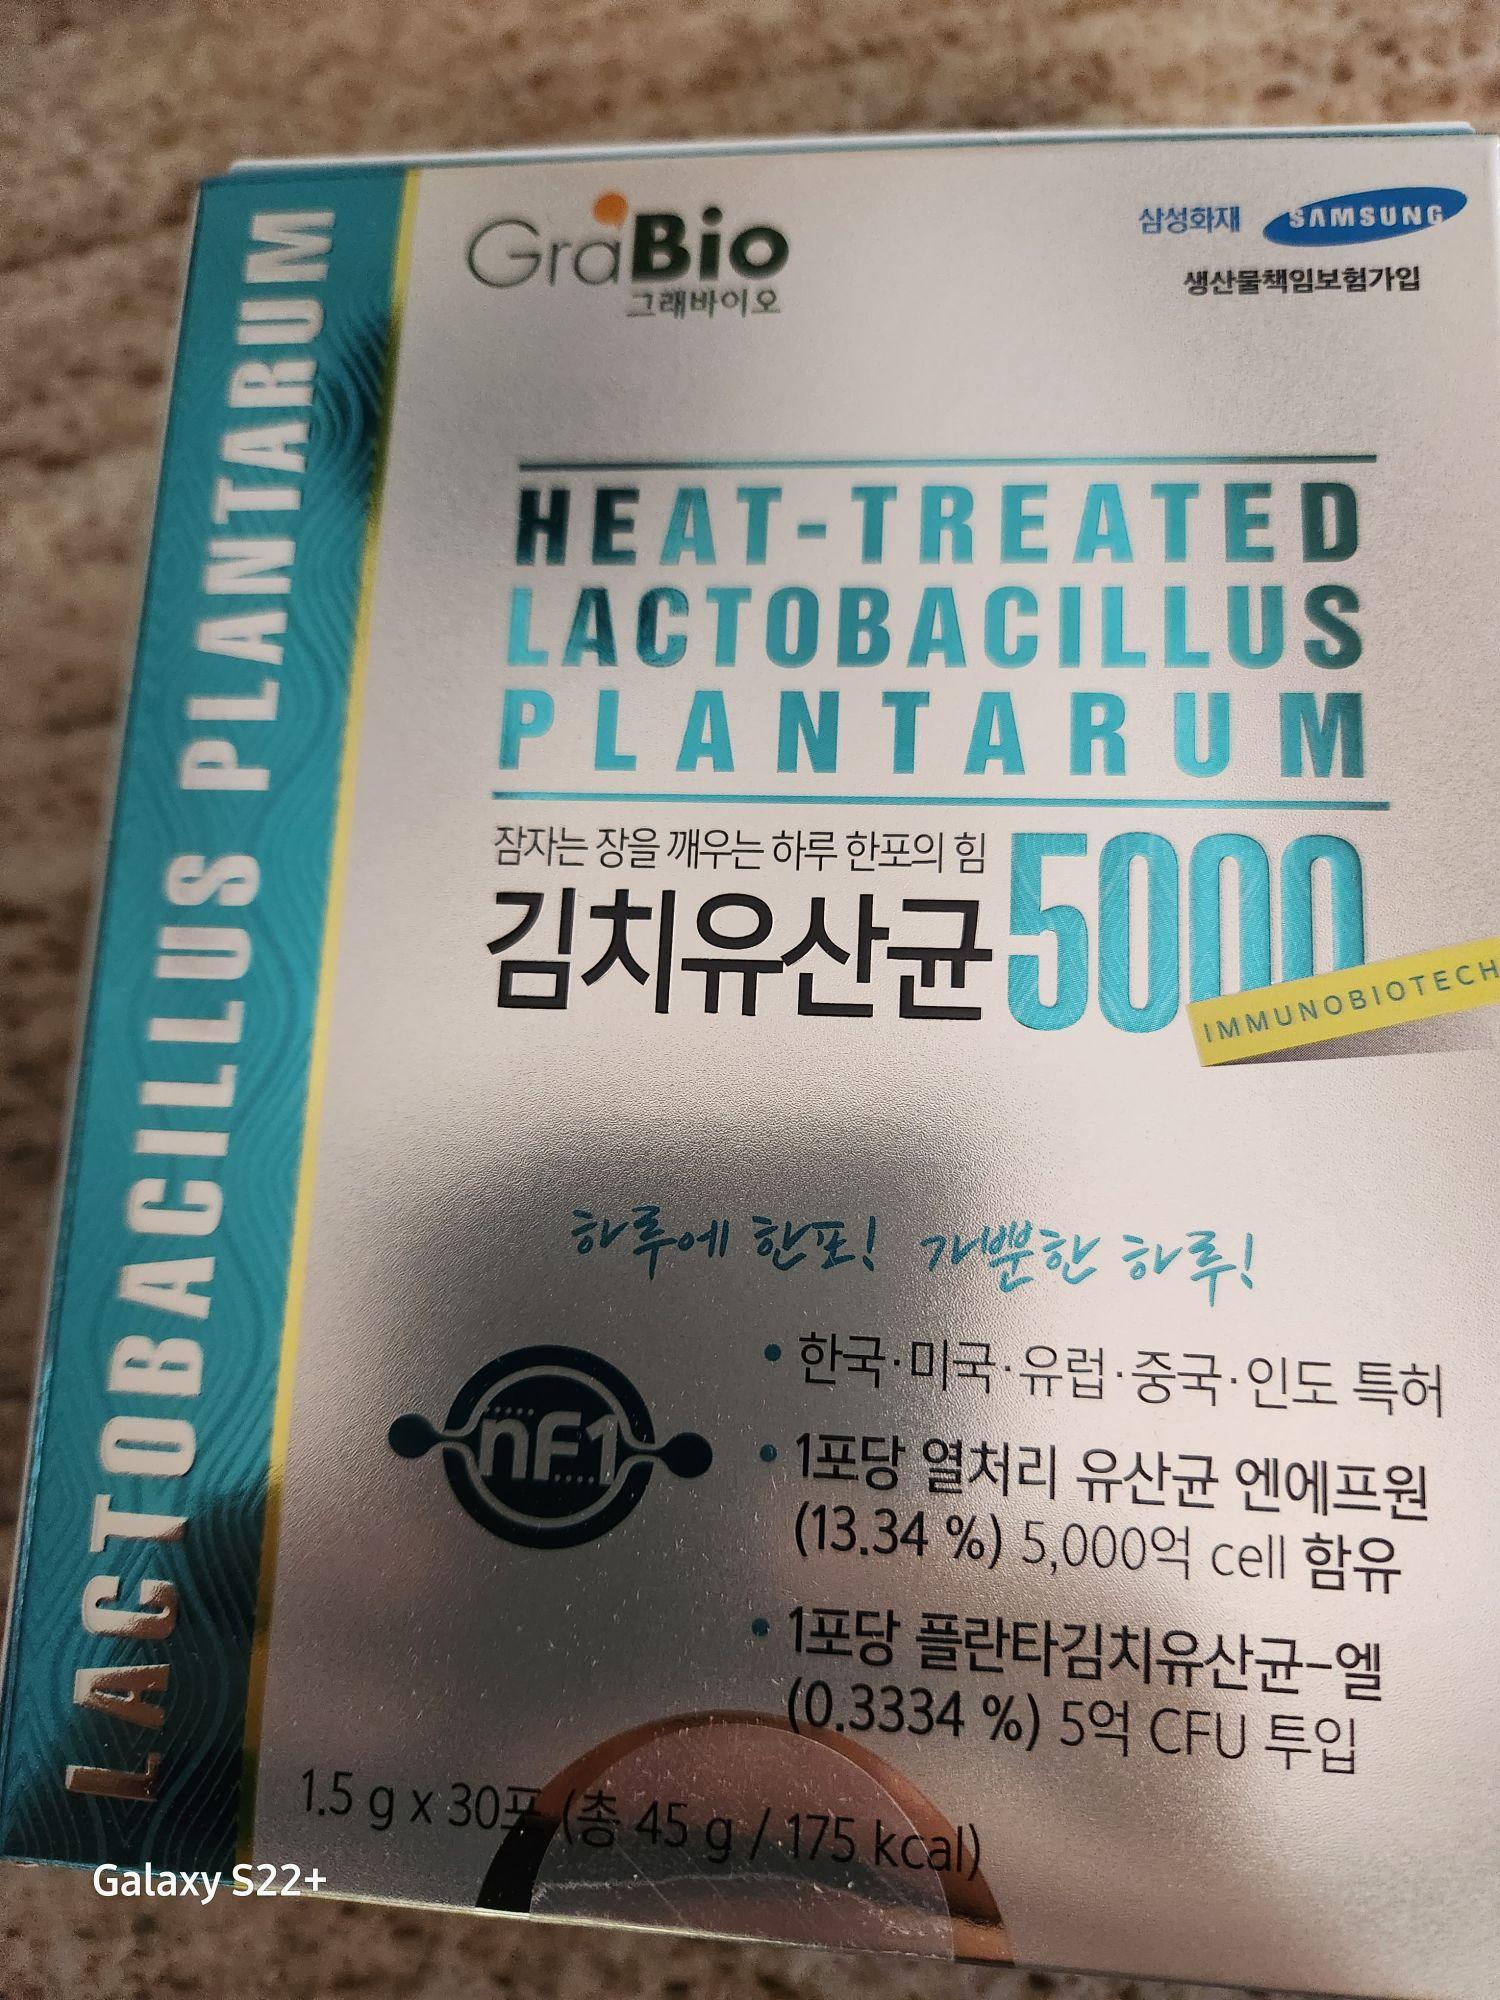 LACTOBACILLUS PLANTARUM
GraBio
그래바이오
삼성화재 SAMSUNG
생산물책임보험가입
HEAT-TREATED
LACTOBACILLUS
PLANTARUM
잠자는 장을 깨우는 하루 한포의 힘
김치유산균 5000
IMMUNOBIOTECH
하루에 한포! 가뿐한 하루!
nF1
• 한국·미국·유럽·중국·인도 특허
• 1포당 열처리 유산균 엔에프원
(13.34 %) 5,000억 cell 함유
• 1포당 플란타김치유산균-엘
(0.3334 %) 5억 CFU 투입
1.5 g x 30포 (총 45 g / 175 kcal)
Galaxy S22+